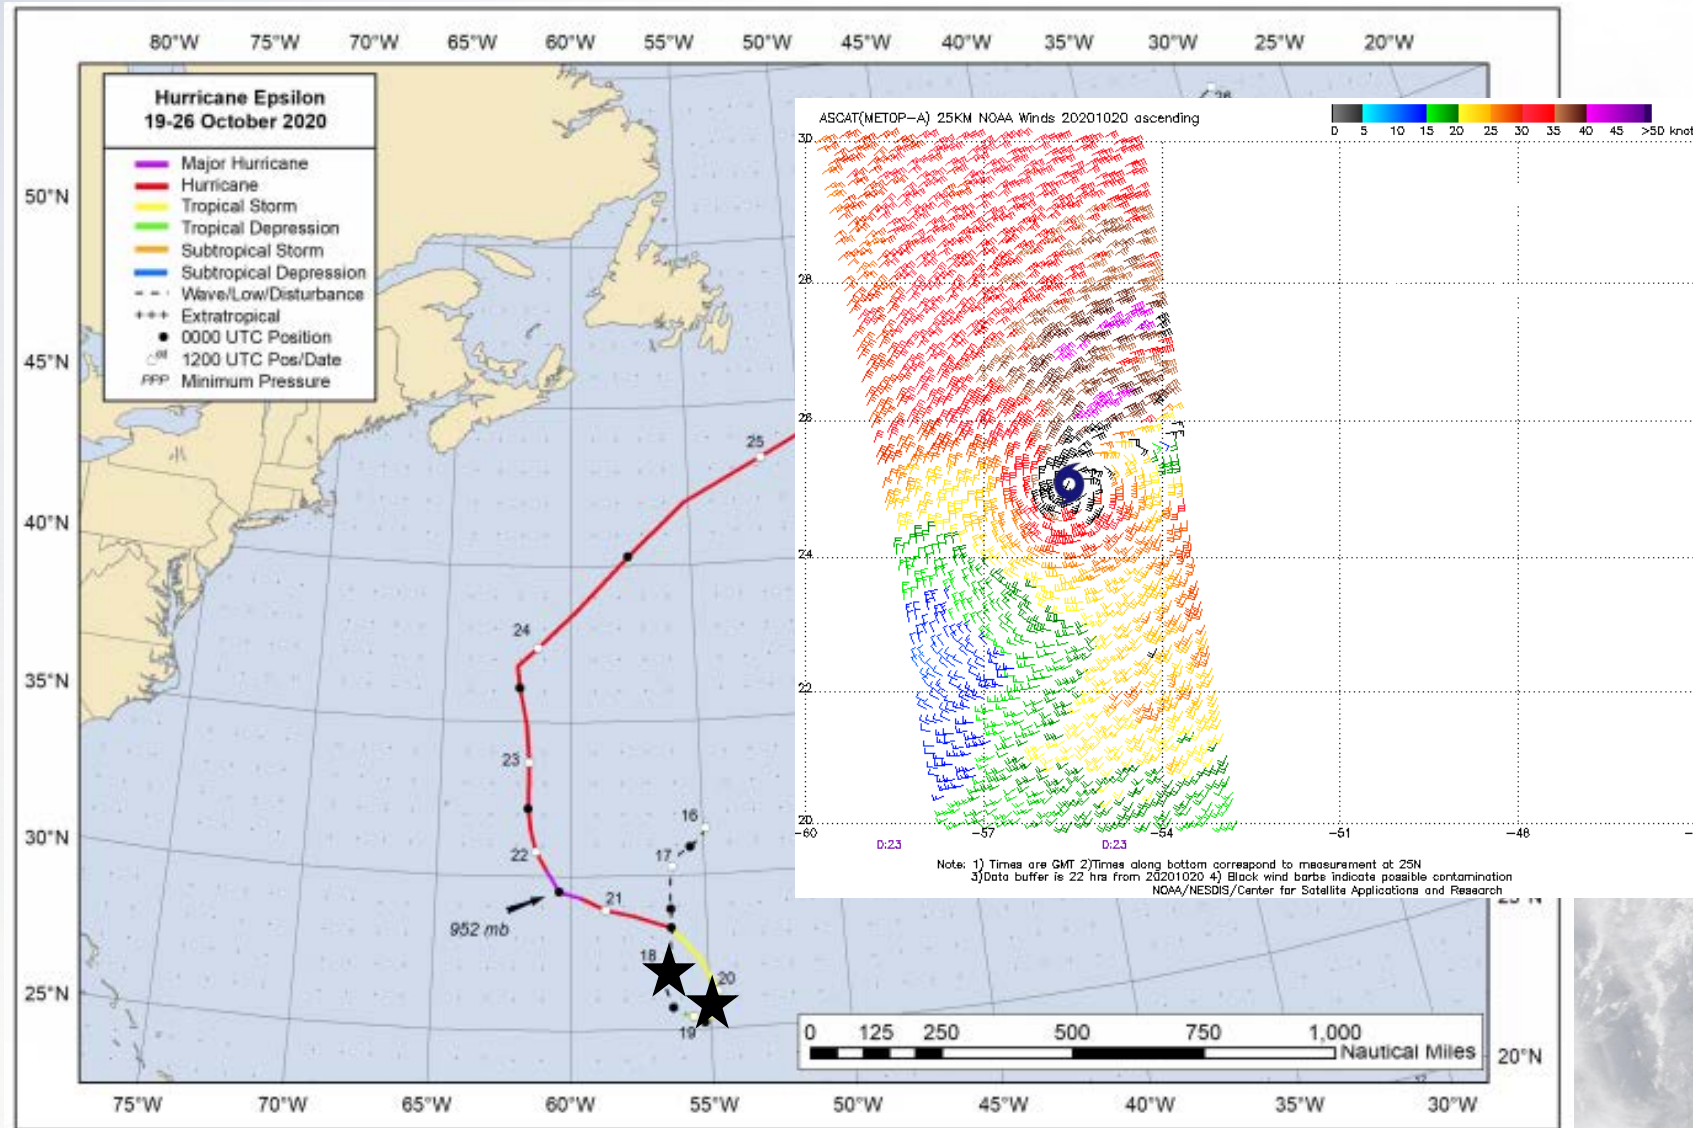 80°W 75°W 70°W 65°W 60°W 55°W 50°W 45°W 40°W 35°W 30°W 25°W 20°W
Hurricane Epsilon
19-26 October 2020
Major Hurricane
Hurricane
Tropical Storm
Tropical Depression
Subtropical Storm
Subtropical Depression
Wave/Low/Disturbance
Extratropical
0000 UTC Position
1200 UTC Pos/Date
PPP Minimum Pressure
50°N
45°N
40°N
35°N
30°N
25°N
26
25
24
23
22
21
16
17
18
20
19
952 mb
ASCAT(METOP-A) 25KM NOAA Winds 20201020 ascending
0 5 10 15 20 25 30 35 40 45 >50 knot
30
28
26
24
22
20
-60 -57 -54 -51 -48
D:23 D:23
Note: 1) Times are GMT 2)Times along bottom correspond to measurement at 25N
3)Data buffer is 22 hrs from 20201020 4) Black wind barbs indicate possible contamination
NOAA/NESDIS/Center for Satellite Applications and Research
25°N
0 125 250 500 750 1,000
Nautical Miles
20°N
75°W 70°W 65°W 60°W 55°W 50°W 45°W 40°W 35°W 30°W